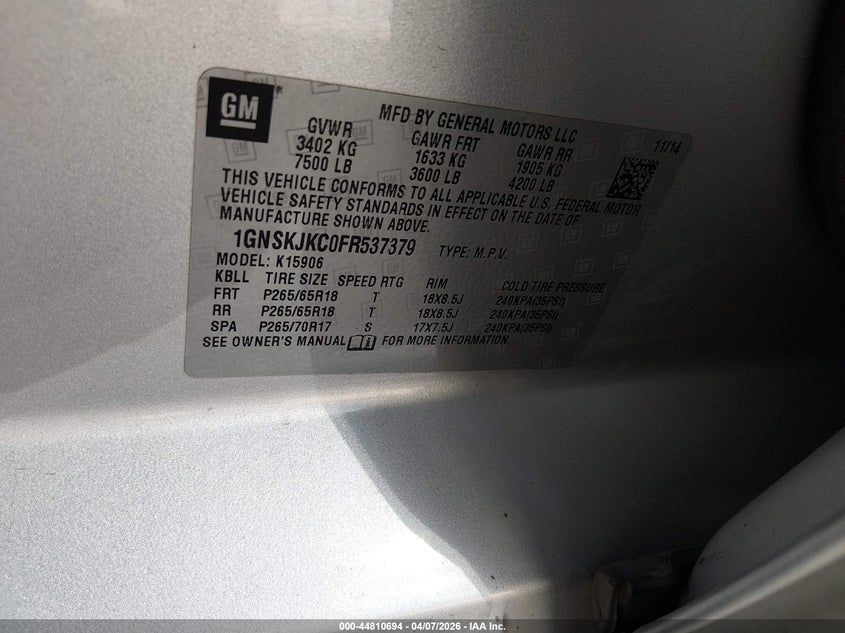 GM
MFD BY GENERAL MOTORS LLC
11/14
GVWR
3402 KG
7500 LB
GAWR FRT
1633 KG
3600 LB
GAWR RR
1905 KG
4200 LB
THIS VEHICLE CONFORMS TO ALL APPLICABLE U.S. FEDERAL MOTOR
VEHICLE SAFETY STANDARDS IN EFFECT ON THE DATE OF
MANUFACTURE SHOWN ABOVE.
1GNSKJKC0FR537379 TYPE: M.P.V.
MODEL: K15906
KBLL TIRE SIZE SPEED RTG RIM COLD TIRE PRESSURE
FRT P265/65R18 T 18X8.5J 240KPA(35PSI)
RR P265/65R18 T 18X8.5J 240KPA(35PSI)
SPA P265/70R17 S 17X7.5J 240KPA(35PSI)
SEE OWNER'S MANUAL FOR MORE INFORMATION.
000-44810694 - 04/07/2026 - IAA Inc.